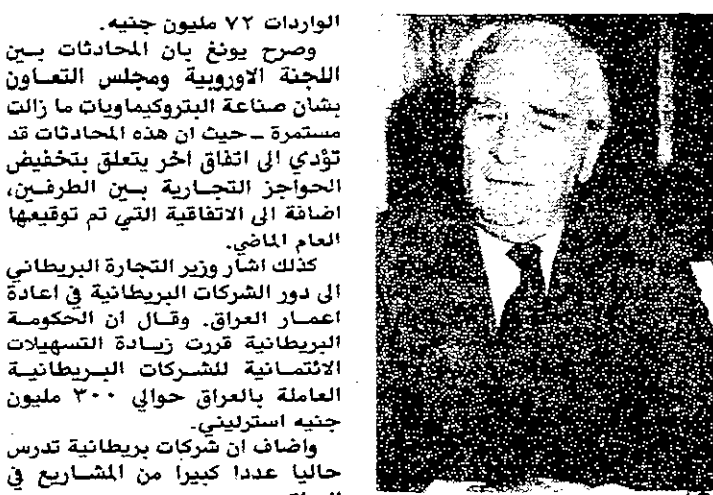 الواردات ٧٢ مليون جنيه.
وصرح يونغ بان المحادثات بين
اللجنة الاوروبية ومجلس التعاون
بشان صناعة البتروكيماويات ما زالت
مستمرة ــ حيث ان هذه المحادثات قد
تؤدي الى اتفاق اخر يتعلق بتخفيض
الحواجز التجارية بين الطرفين،
اضافة الى الاتفاقية التي تم توقيعها
العام الماضي.
كذلك اشار وزير التجارة البريطاني
الى دور الشركات البريطانية في اعادة
اعمار العراق. وقال ان الحكومة
البريطانية قررت زيادة التسهيلات
الائتمانية للشركات البريطانية
العاملة بالعراق حوالي ٣٠٠ مليون
جنيه استرليني.
واضاف ان شركات بريطانية تدرس
حاليا عددا كبيرا من المشاريع في